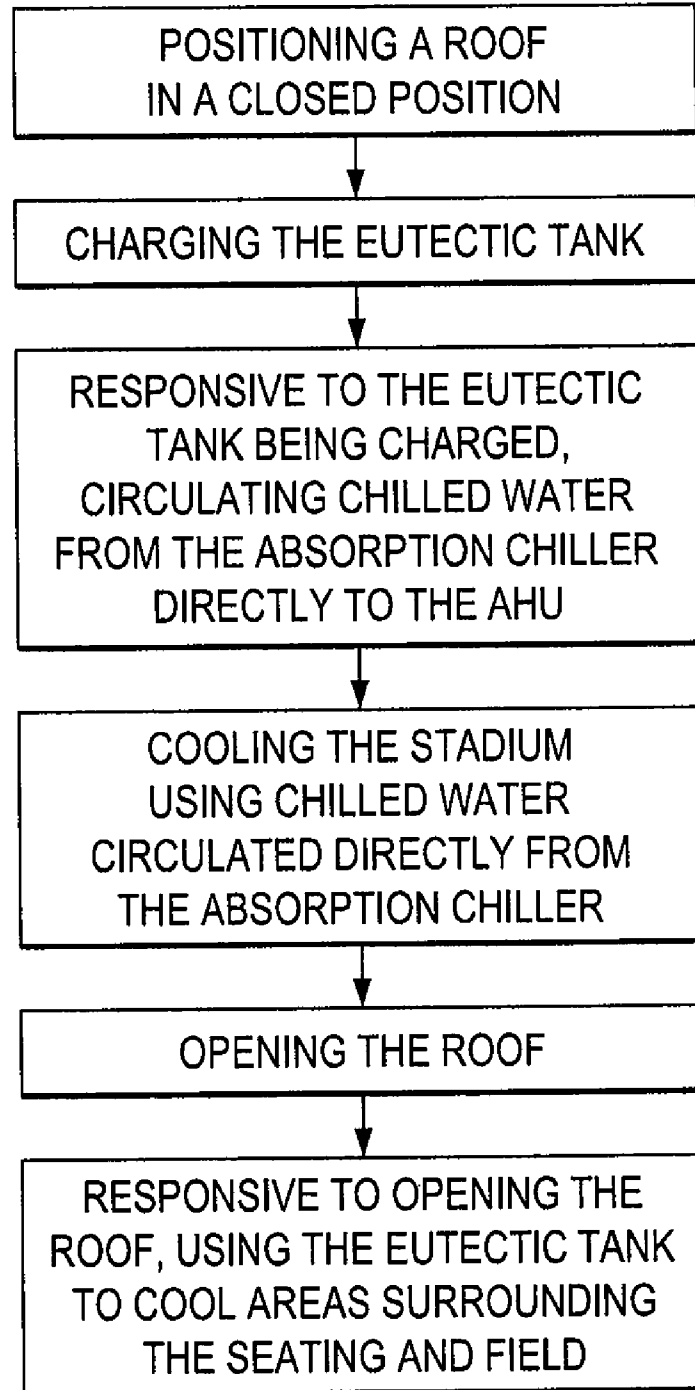 POSITIONING A ROOF
IN A CLOSED POSITION
CHARGING THE EUTECTIC TANK
RESPONSIVE TO THE EUTECTIC
TANK BEING CHARGED,
CIRCULATING CHILLED WATER
FROM THE ABSORPTION CHILLER
DIRECTLY TO THE AHU
COOLING THE STADIUM
USING CHILLED WATER
CIRCULATED DIRECTLY FROM
THE ABSORPTION CHILLER
OPENING THE ROOF
RESPONSIVE TO OPENING THE
ROOF, USING THE EUTECTIC TANK
TO COOL AREAS SURROUNDING
THE SEATING AND FIELD